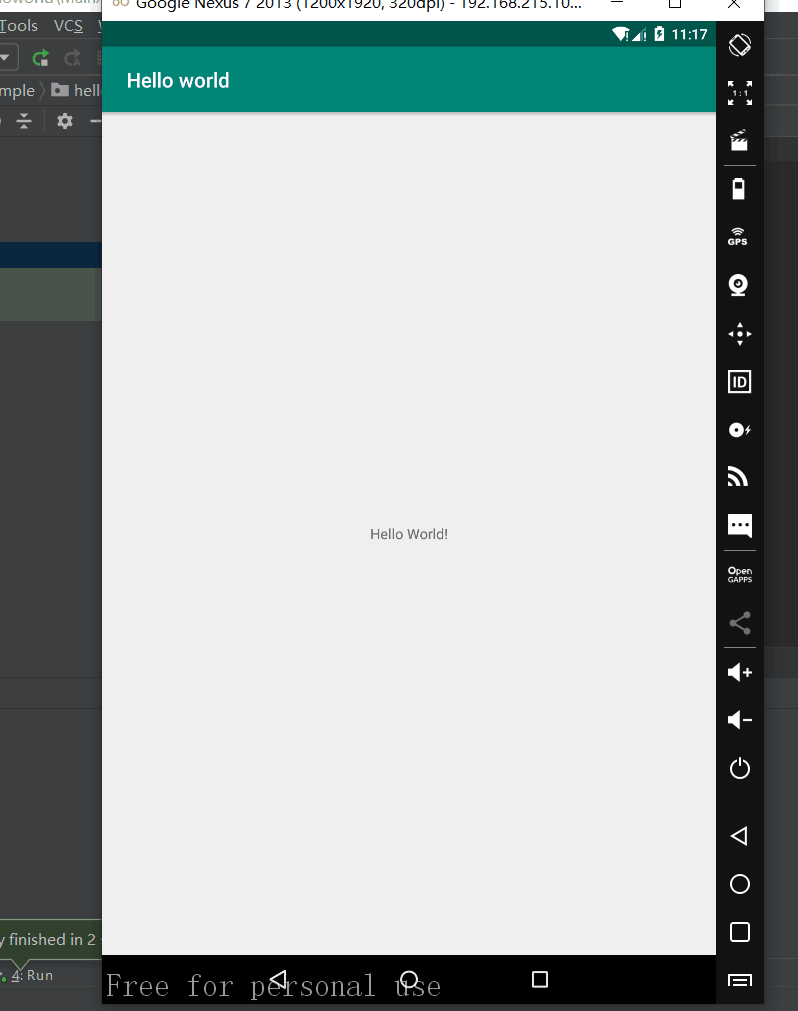 Google Nexus 7 2013 (1200x1920, 320dpi) - 192.168.215.10...
Tools VCS
11:17
Hello world
1:1
mple hell
GPS
ID
Hello World!
Open
GAPPS
y finished in 2
4: Run
Free for personal use